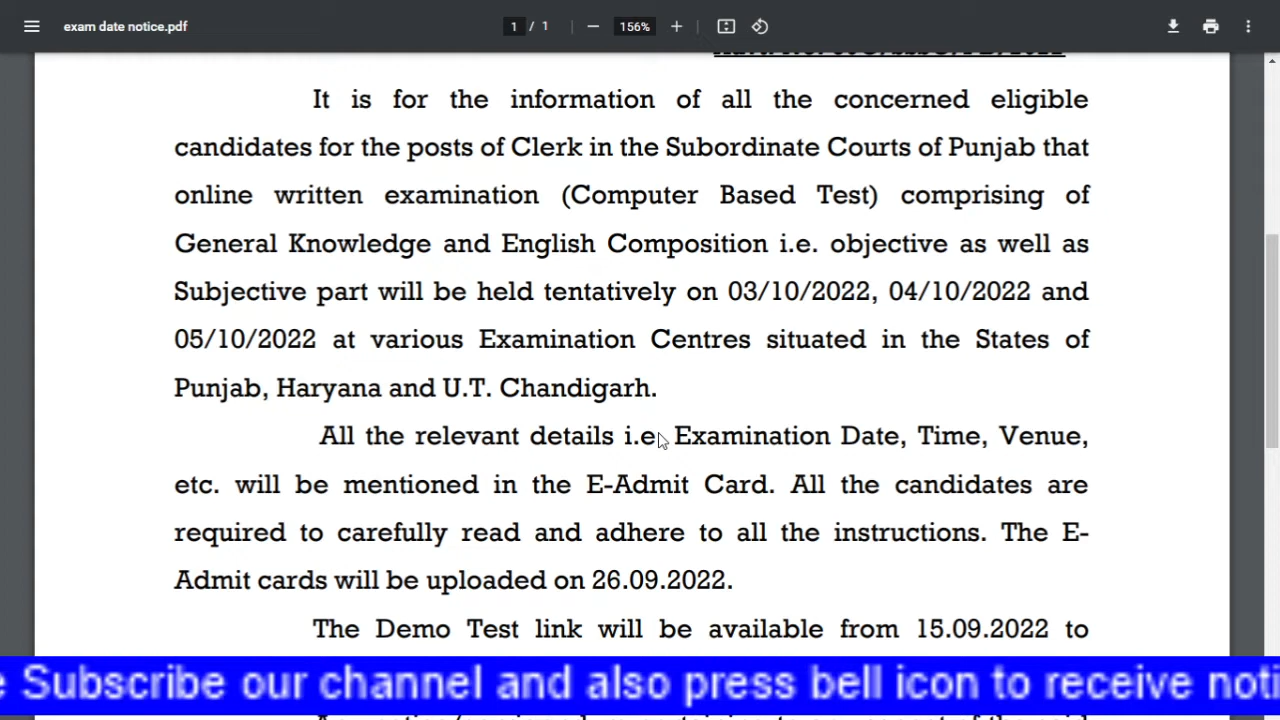 exam date notice.pdf
1 / 1
156%
It is for the information of all the concerned eligible
candidates for the posts of Clerk in the Subordinate Courts of Punjab that
online written examination (Computer Based Test) comprising of
General Knowledge and English Composition i.e. objective as well as
Subjective part will be held tentatively on 03/10/2022, 04/10/2022 and
05/10/2022 at various Examination Centres situated in the States of
Punjab, Haryana and U.T. Chandigarh.
All the relevant details i.e. Examination Date, Time, Venue,
etc. will be mentioned in the E-Admit Card. All the candidates are
required to carefully read and adhere to all the instructions. The E-
Admit cards will be uploaded on 26.09.2022.
The Demo Test link will be available from 15.09.2022 to
Subscribe our channel and also press bell icon to receive noti